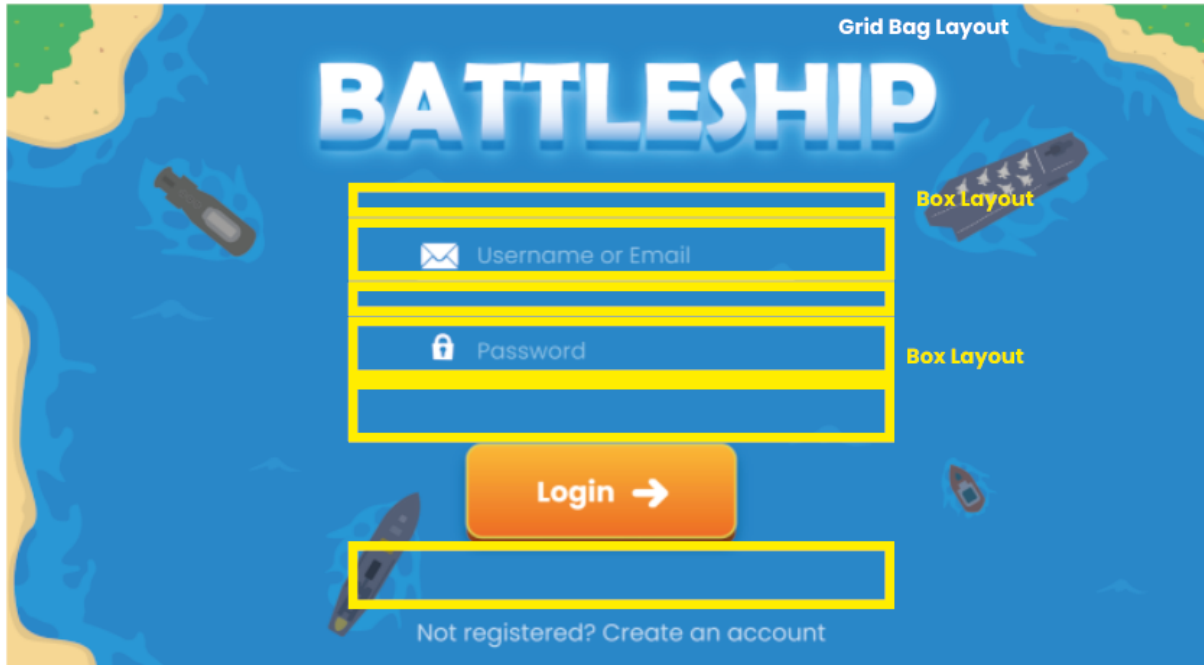 Grid Bag Layout
BATTLESHIP
Box Layout
Username or Email
Password
Box Layout
Login
Not registered? Create an account